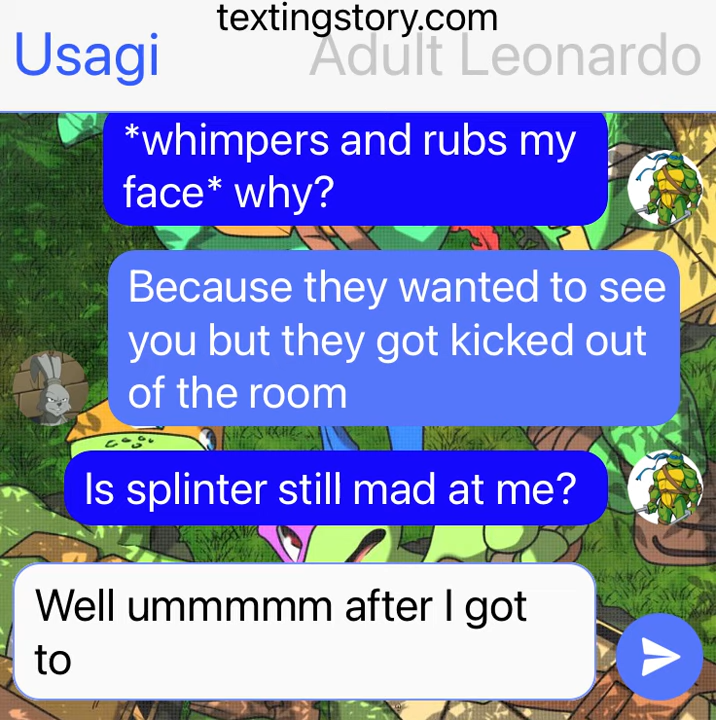 textingstory.com
Usagi Adult Leonardo
*whimpers and rubs my
face* why?
Because they wanted to see
you but they got kicked out
of the room
Is splinter still mad at me?
Well ummmmm after I got
to